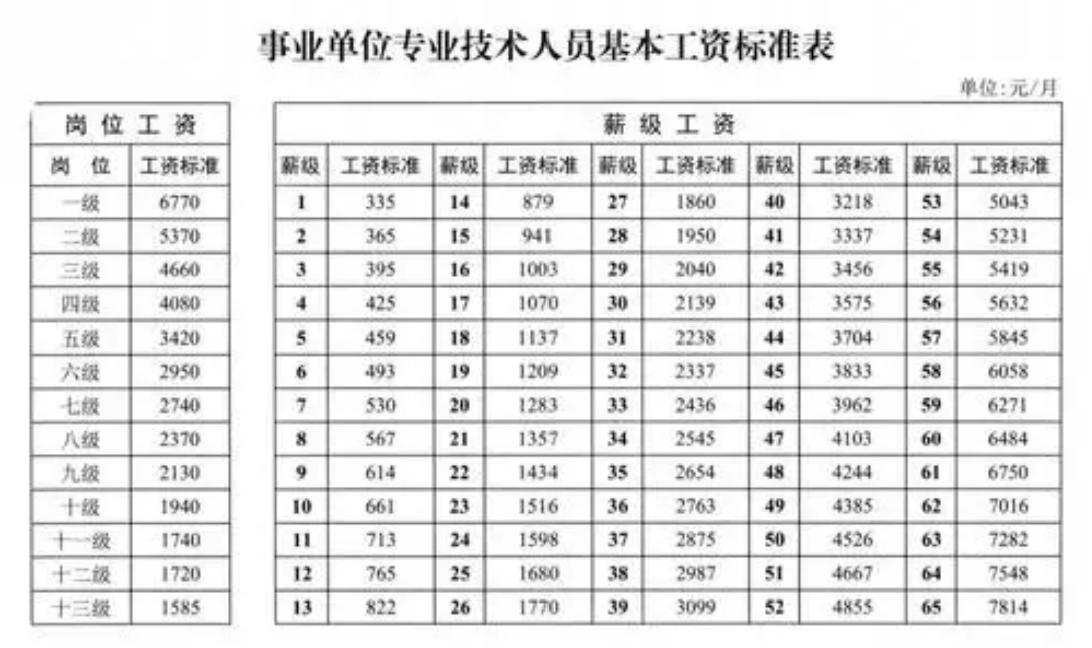 事业单位专业技术人员基本工资标准表
单位:元/月
岗位工资 薪级工资
岗位 工资标准 薪级 工资标准 薪级 工资标准 薪级 工资标准 薪级 工资标准 薪级 工资标准
一级 6770 1 335 14 879 27 1860 40 3218 53 5043
二级 5370 2 365 15 941 28 1950 41 3337 54 5231
三级 4660 3 395 16 1003 29 2040 42 3456 55 5419
四级 4080 4 425 17 1070 30 2139 43 3575 56 5632
五级 3420 5 459 18 1137 31 2238 44 3704 57 5845
六级 2950 6 493 19 1209 32 2337 45 3833 58 6058
七级 2740 7 530 20 1283 33 2436 46 3962 59 6271
八级 2370 8 567 21 1357 34 2545 47 4103 60 6484
九级 2130 9 614 22 1434 35 2654 48 4244 61 6750
十级 1940 10 661 23 1516 36 2763 49 4385 62 7016
十一级 1740 11 713 24 1598 37 2875 50 4526 63 7282
十二级 1720 12 765 25 1680 38 2987 51 4667 64 7548
十三级 1585 13 822 26 1770 39 3099 52 4855 65 7814